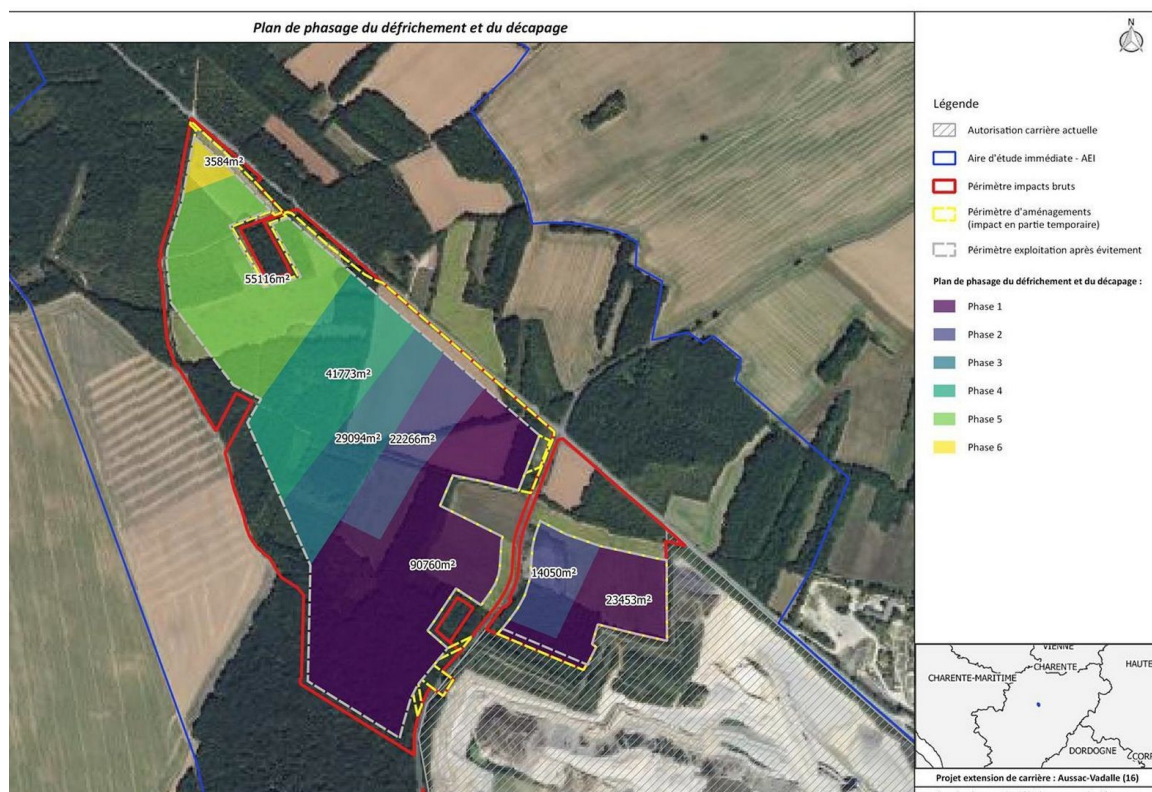 Plan de phasage du défrichement et du décapage
N
3584m²
55116m²
41773m²
29094m²
22266m²
90760m²
14050m²
23453m²
Légende
Autorisation carrière actuelle
Aire d'étude immédiate - AEI
Périmètre impacts bruts
Périmètre d'aménagements
(impact en partie temporaire)
Périmètre exploitation après évitement
Plan de phasage du défrichement et du décapage :
Phase 1
Phase 2
Phase 3
Phase 4
Phase 5
Phase 6
VIENNE
CHARENTE
HAUTE
CHARENTE-MARITIME
DORDOGNE
Projet extension de carrière : Aussac-Vadalle (16)